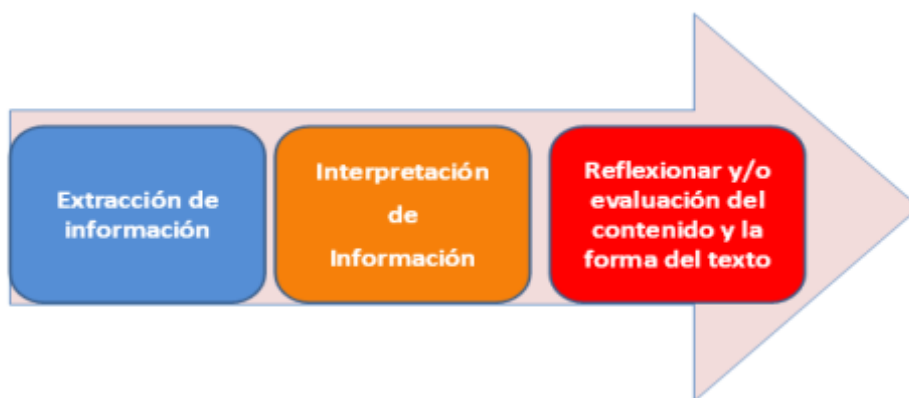 Extracción de
información
Interpretación
de
Información
Reflexionar y/o
evaluación del
contenido y la
forma del texto